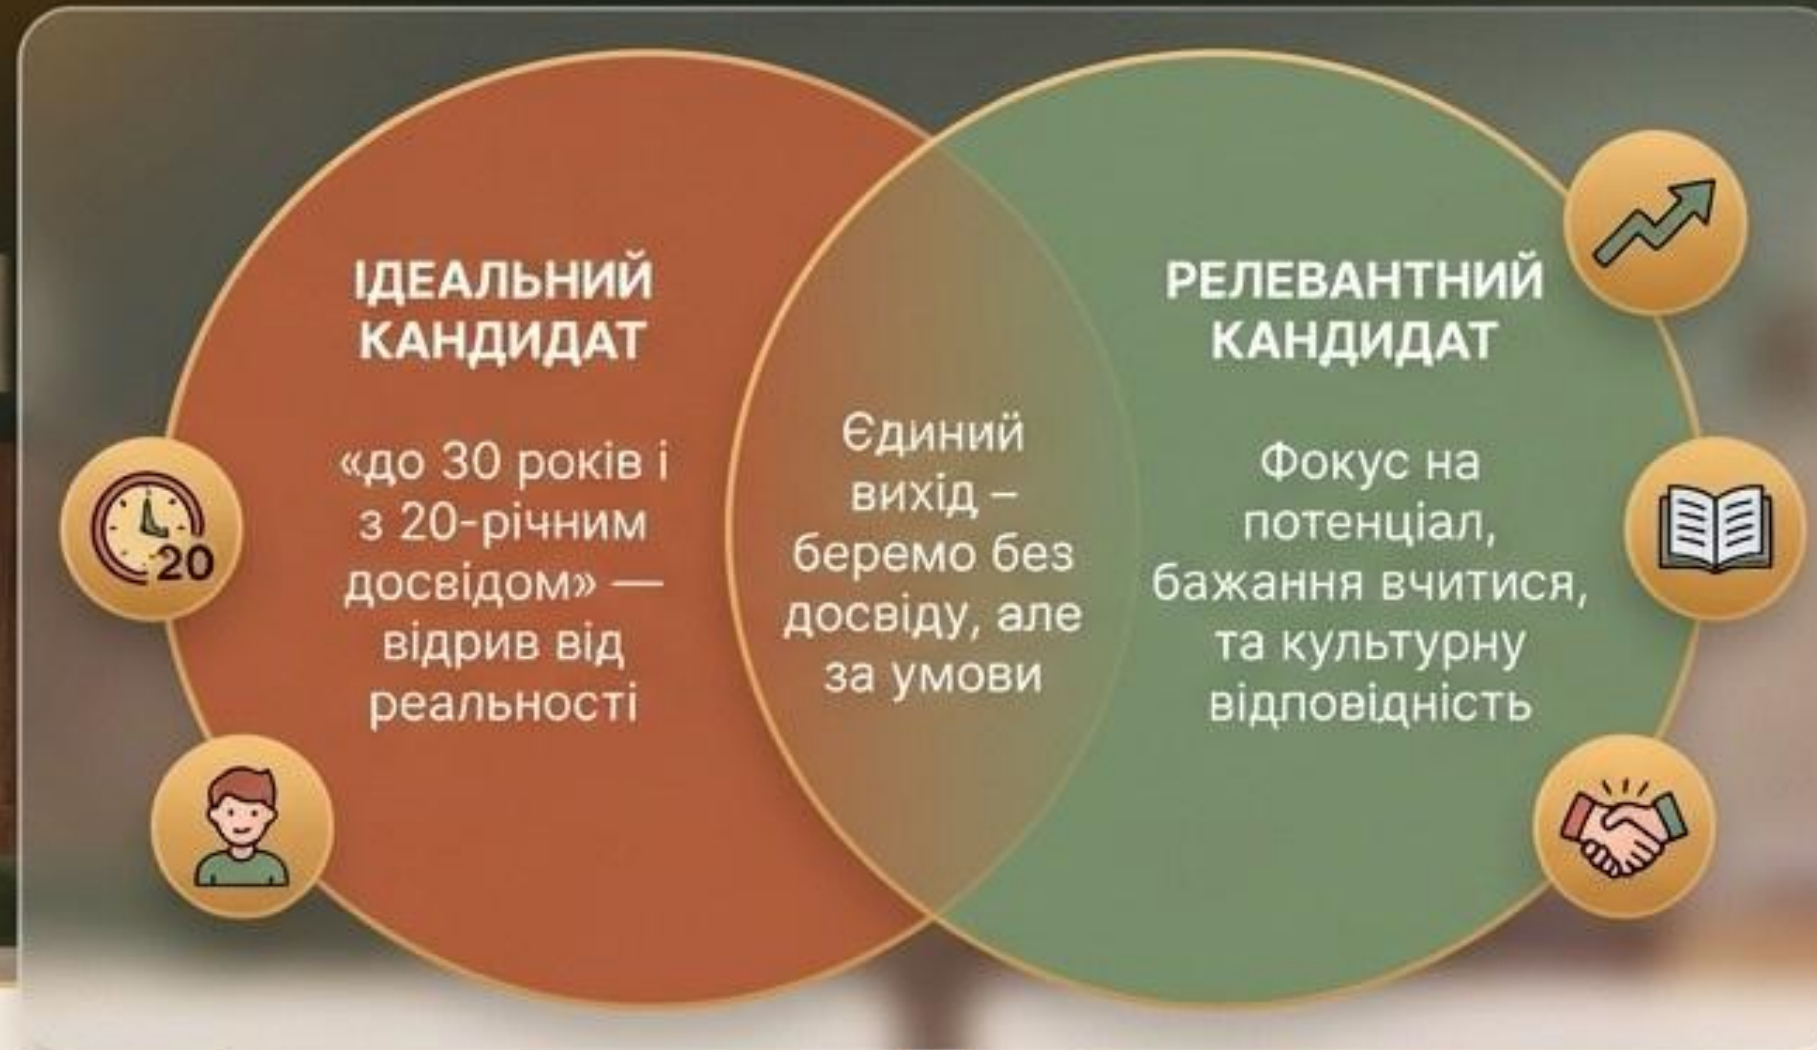 ІДЕАЛЬНИЙ
КАНДИДАТ
«до 30 років і
з 20-річним
досвідом» —
відрив від
реальності
20
Єдиний
вихід –
беремо без
досвіду, але
за умови
РЕЛЕВАНТНИЙ
КАНДИДАТ
Фокус на
потенціал,
бажання вчитися,
та культурну
відповідність